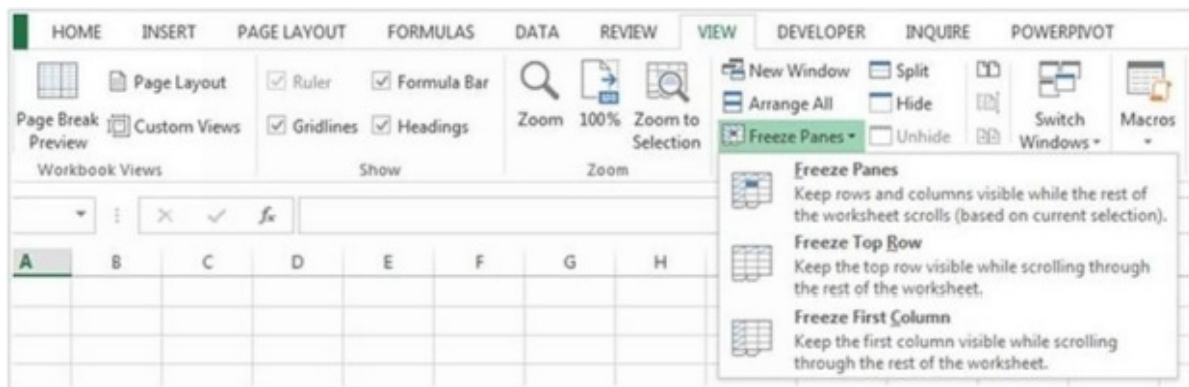 HOME INSERT PAGE LAYOUT FORMULAS DATA REVIEW VIEW DEVELOPER INQUIRE POWERPIVOT
Page Break Preview
Page Layout
Custom Views
Workbook Views
Ruler
Formula Bar
Gridlines
Headings
Show
Zoom
100%
Zoom to Selection
Zoom
New Window
Arrange All
Freeze Panes
Split
Hide
Unhide
Switch Windows
Macros
Freeze Panes
Keep rows and columns visible while the rest of
the worksheet scrolls (based on current selection).
Freeze Top Row
Keep the top row visible while scrolling through
the rest of the worksheet.
Freeze First Column
Keep the first column visible while scrolling
through the rest of the worksheet.
fx
A B C D E F G H